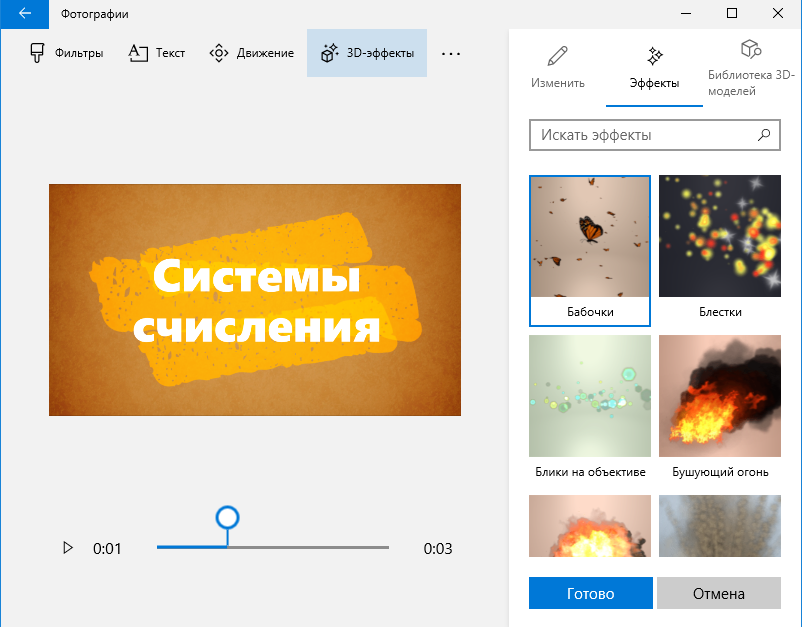 Фотографии
Фильтры
Текст
Движение
3D-эффекты
Изменить
Эффекты
Библиотека 3D-
моделей
Искать эффекты
Системы
счисления
Бабочки
Блестки
Блики на объективе
Бушующий огонь
0:01
0:03
Готово
Отмена